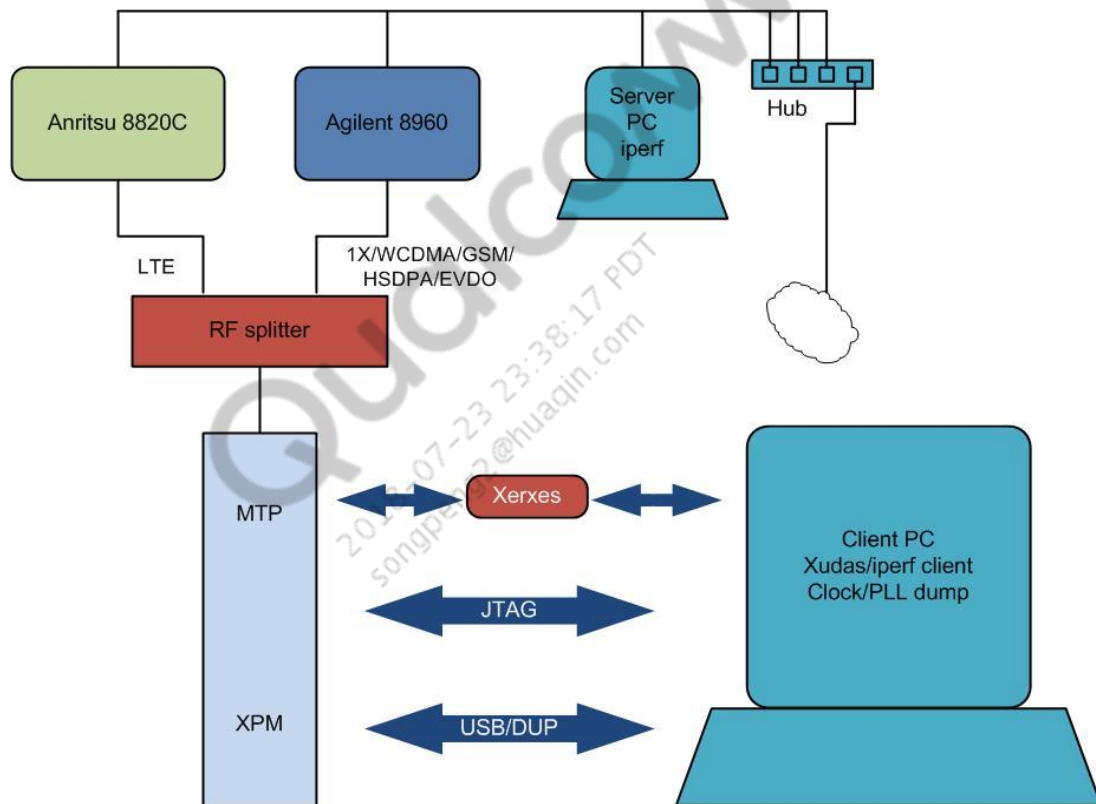 Anritsu 8820C
Agilent 8960
Server
PC
iperf
Hub
LTE
1X/WCDMA/GSM/
HSDPA/EVDO
RF splitter
Qualcomm
2018-07-23 23:38:17 PDT
songpeng2@huaqin.com
MTP
Xerxes
Client PC
Xudas/iperf client
Clock/PLL dump
JTAG
XPM
USB/DUP